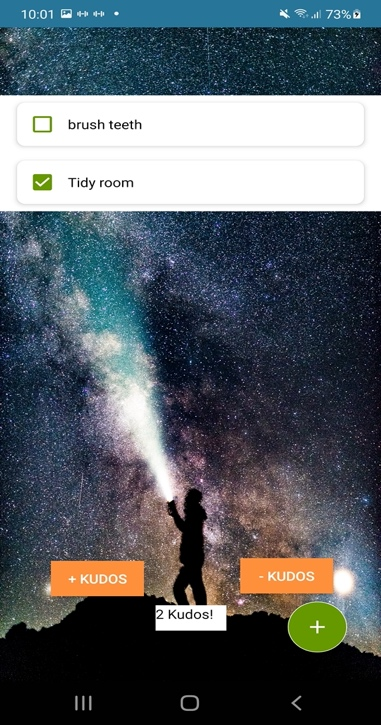 10:01 73%
brush teeth
Tidy room
+ KUDOS
- KUDOS
2 Kudos!
+